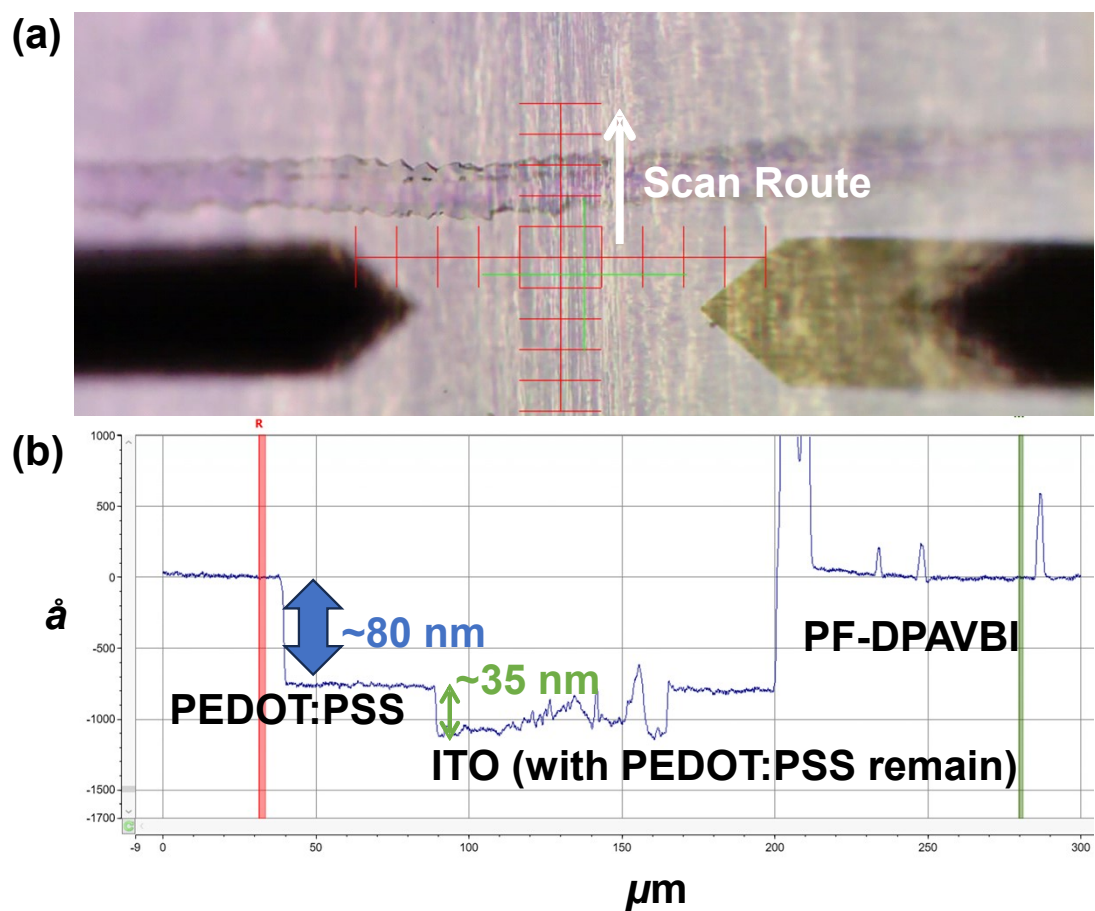 (a)
Scan Route
(b)
R
1000
500
0
-500
-1000
-1500
-1700
å
~80 nm
~35 nm
PEDOT:PSS
PF-DPAVBI
ITO (with PEDOT:PSS remain)
-9 0 50 100 150 200 250 300
µm